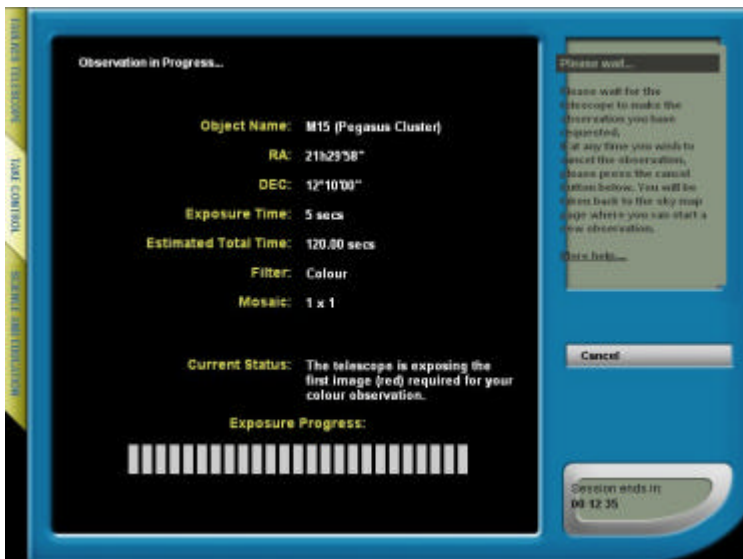 FAULKES TELESCOPE
TAKE CONTROL
SCIENCE AND EDUCATION
Observation in Progress...
Object Name: M15 (Pegasus Cluster)
RA: 21h29'58"
DEC: 12°10'00"
Exposure Time: 5 secs
Estimated Total Time: 120.00 secs
Filter: Colour
Mosaic: 1 x 1
Current Status: The telescope is exposing the
first image (red) required for your
colour observation.
Exposure Progress:
Please wait...
Please wait for the
telescope to make the
observation you have
requested.
If at any time you wish to
cancel the observation,
please press the cancel
button below. You will be
taken back to the sky map
page where you can start a
new observation.
More help...
Cancel
Session ends in:
00 12 35